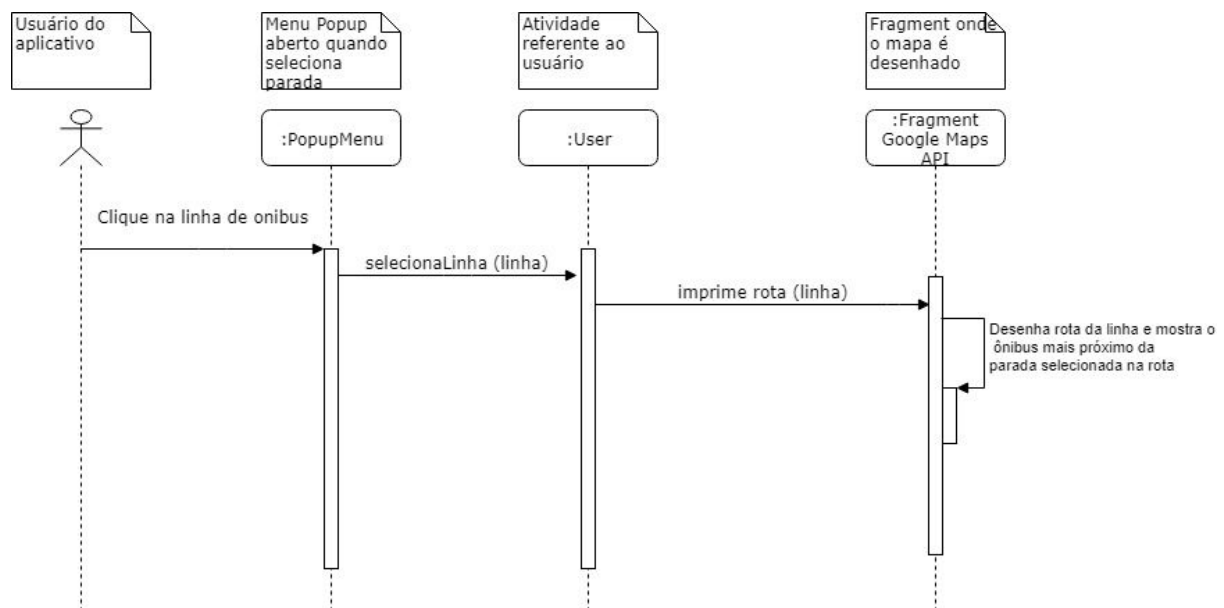 Usuário do
aplicativo
Menu Popup
aberto quando
seleciona
parada
Atividade
referente ao
usuário
Fragment onde
o mapa é
desenhado
:PopupMenu
:User
:Fragment
Google Maps
API
Clique na linha de onibus
selecionaLinha (linha)
imprime rota (linha)
Desenha rota da linha e mostra o
ônibus mais próximo da
parada selecionada na rota